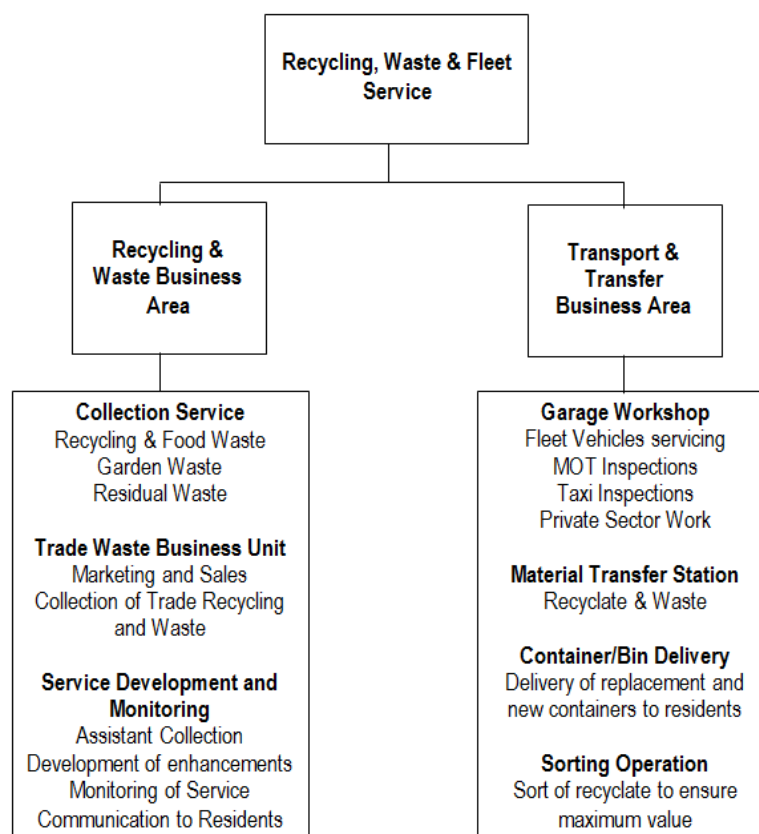 Recycling, Waste & Fleet
Service
Recycling &
Waste Business
Area
Transport &
Transfer
Business Area
Collection Service
Recycling & Food Waste
Garden Waste
Residual Waste
Trade Waste Business Unit
Marketing and Sales
Collection of Trade Recycling
and Waste
Service Development and
Monitoring
Assistant Collection
Development of enhancements
Monitoring of Service
Communication to Residents
Garage Workshop
Fleet Vehicles servicing
MOT Inspections
Taxi Inspections
Private Sector Work
Material Transfer Station
Recyclate & Waste
Container/Bin Delivery
Delivery of replacement and
new containers to residents
Sorting Operation
Sort of recyclate to ensure
maximum value